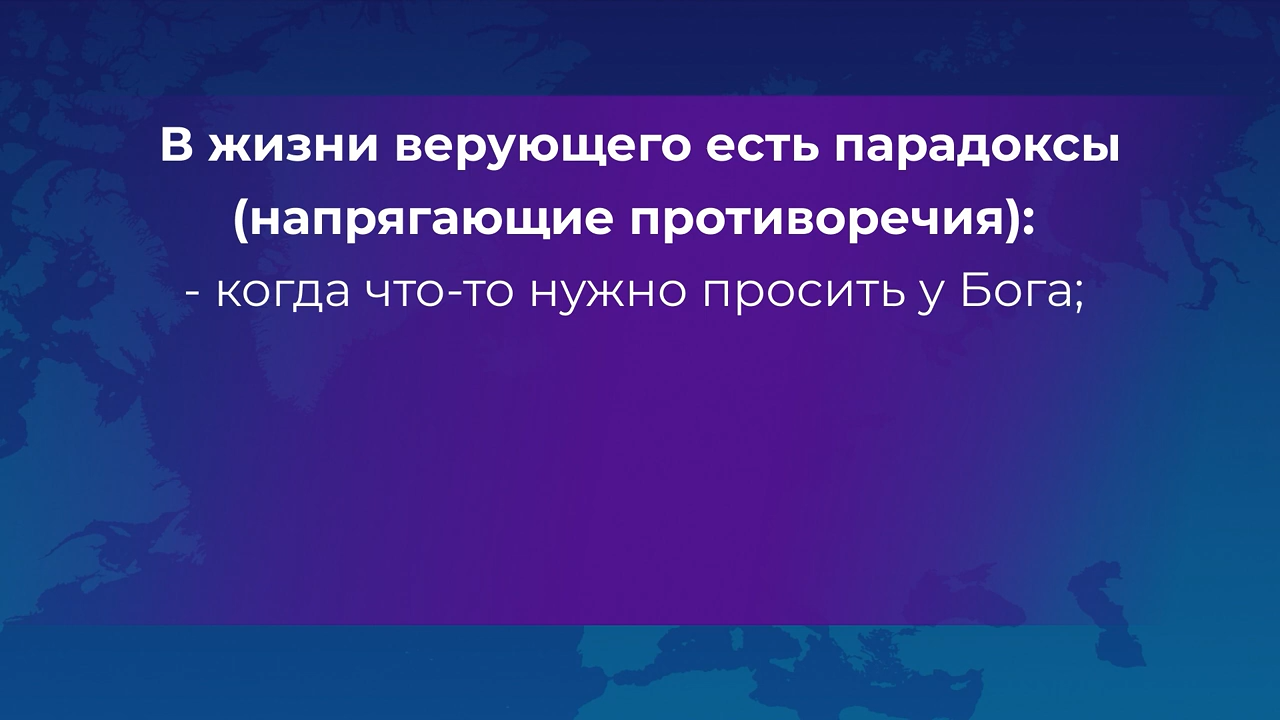 В жизни верующего есть парадоксы
(напрягающие противоречия):
- когда что-то нужно просить у Бога;